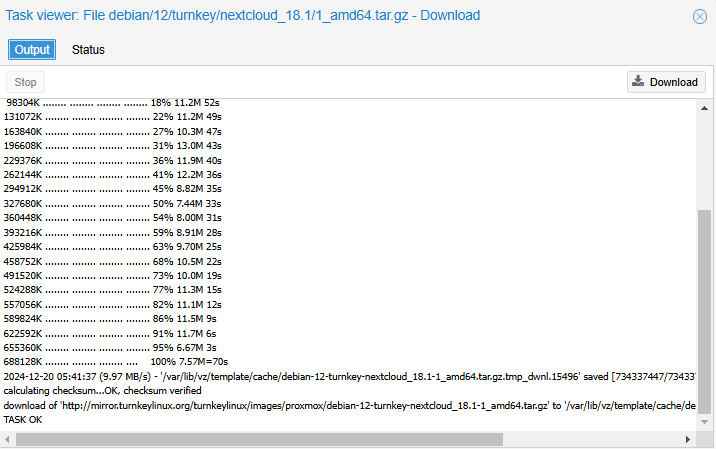 Task viewer: File debian/12/turnkey/nextcloud_18.1/1_amd64.tar.gz - Download
Output Status
Stop Download
98304K ........ ........ ........ ........ 18% 11.2M 52s
131072K ........ ........ ........ ........ 22% 11.2M 49s
163840K ........ ........ ........ ........ 27% 10.3M 47s
196608K ........ ........ ........ ........ 31% 13.0M 43s
229376K ........ ........ ........ ........ 36% 11.9M 40s
262144K ........ ........ ........ ........ 41% 12.2M 36s
294912K ........ ........ ........ ........ 45% 8.82M 35s
327680K ........ ........ ........ ........ 50% 7.44M 33s
360448K ........ ........ ........ ........ 54% 8.00M 31s
393216K ........ ........ ........ ........ 59% 8.91M 28s
425984K ........ ........ ........ ........ 63% 9.70M 25s
458752K ........ ........ ........ ........ 68% 10.5M 22s
491520K ........ ........ ........ ........ 73% 10.0M 19s
524288K ........ ........ ........ ........ 77% 11.3M 15s
557056K ........ ........ ........ ........ 82% 11.1M 12s
589824K ........ ........ ........ ........ 86% 11.5M 9s
622592K ........ ........ ........ ........ 91% 11.7M 6s
655360K ........ ........ ........ ........ 95% 6.67M 3s
688128K ........ ........ ........ .... 100% 7.57M=70s
2024-12-20 05:41:37 (9.97 MB/s) - '/var/lib/vz/template/cache/debian-12-turnkey-nextcloud_18.1-1_amd64.tar.gz.tmp_dwnl.15496' saved [734337447/73433
calculating checksum...OK, checksum verified
download of 'http://mirror.turnkeylinux.org/turnkeylinux/images/proxmox/debian-12-turnkey-nextcloud_18.1-1_amd64.tar.gz' to '/var/lib/vz/template/cache/de
TASK OK